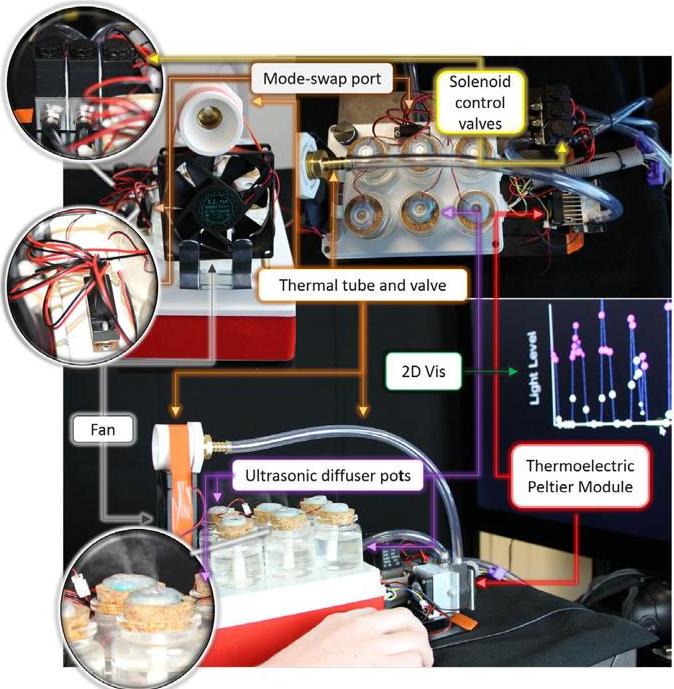 Mode-swap port
Solenoid
control
valves
Thermal tube and valve
2D Vis
Light Level
Fan
Ultrasonic diffuser pots
Thermoelectric
Peltier Module